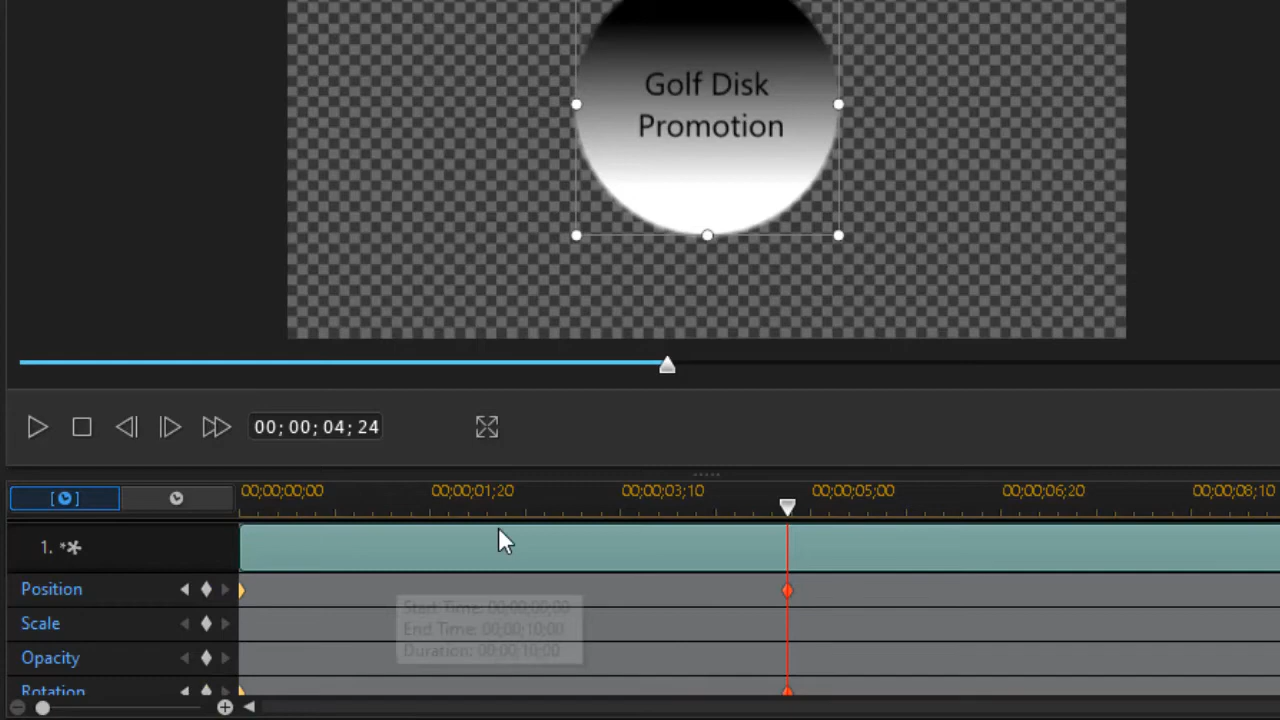 Golf Disk
Promotion
00; 00; 04; 24
00;00;00;00 00;00;01;20 00;00;03;10 00;00;05;00 00;00;06;20 00;00;08;10
1. **
Position
Start Time: 00;00;00;00
Scale
End Time: 00;00;10;00
Duration: 00;00;10;00
Opacity
Rotation